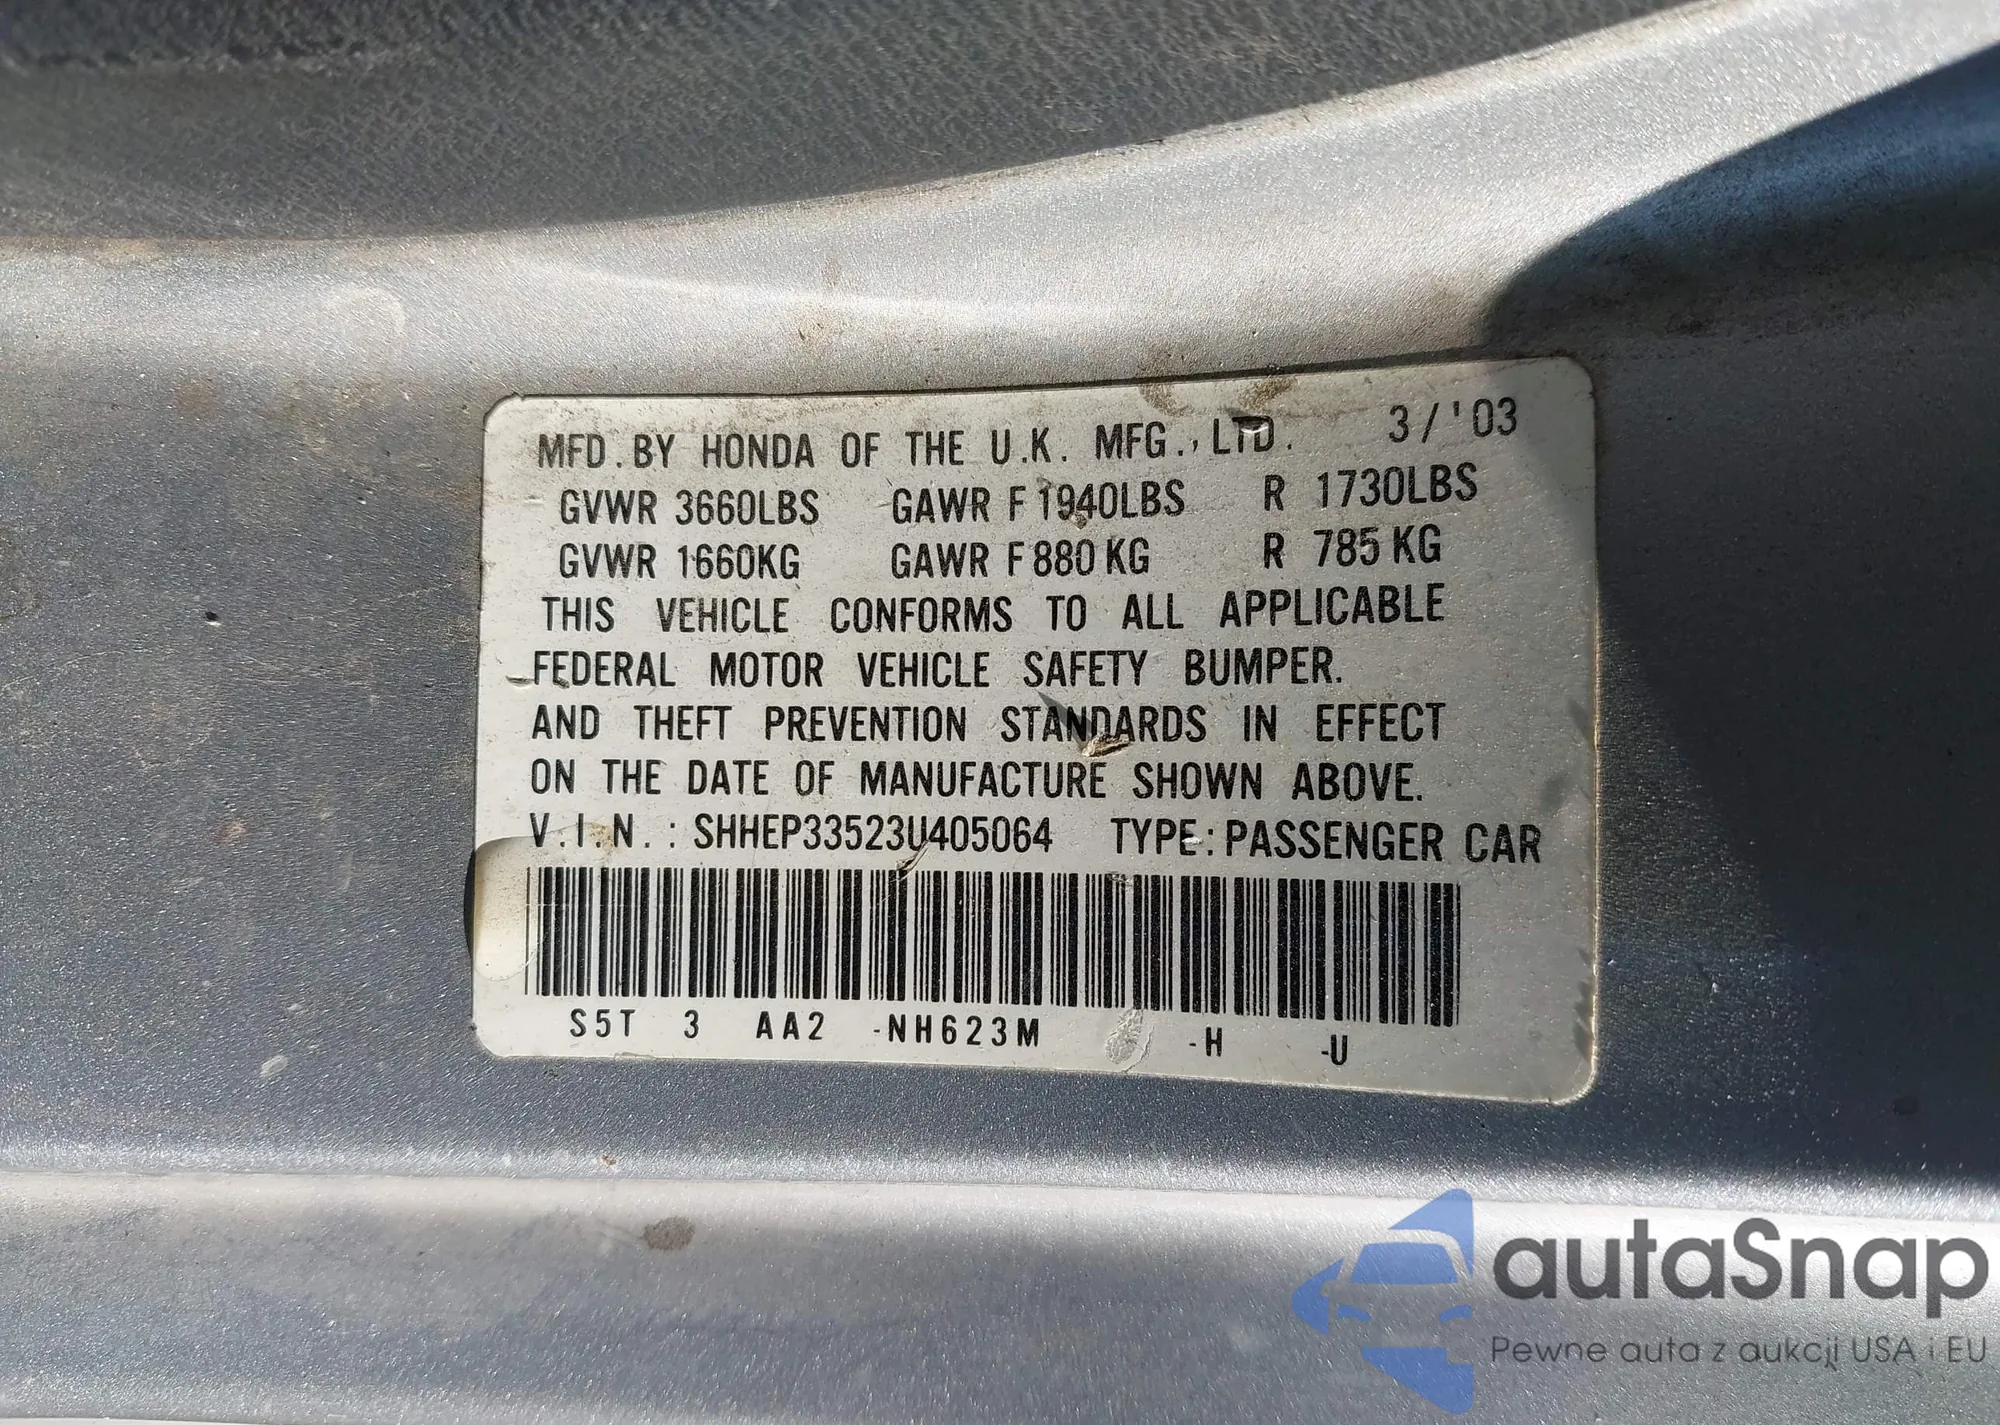 MFD.BY HONDA OF THE U.K. MFG., LTD. 3/'03
GVWR 3660LBS GAWR F 1940LBS R 1730LBS
GVWR 1660KG GAWR F 880 KG R 785 KG
THIS VEHICLE CONFORMS TO ALL APPLICABLE
FEDERAL MOTOR VEHICLE SAFETY BUMPER.
AND THEFT PREVENTION STANDARDS IN EFFECT
ON THE DATE OF MANUFACTURE SHOWN ABOVE.
V.I.N.: SHHEP33523U405064 TYPE: PASSENGER CAR
S5T 3 AA2 -NH623M -H -U
autaSnap
Pewne auta z aukcji USA i EU